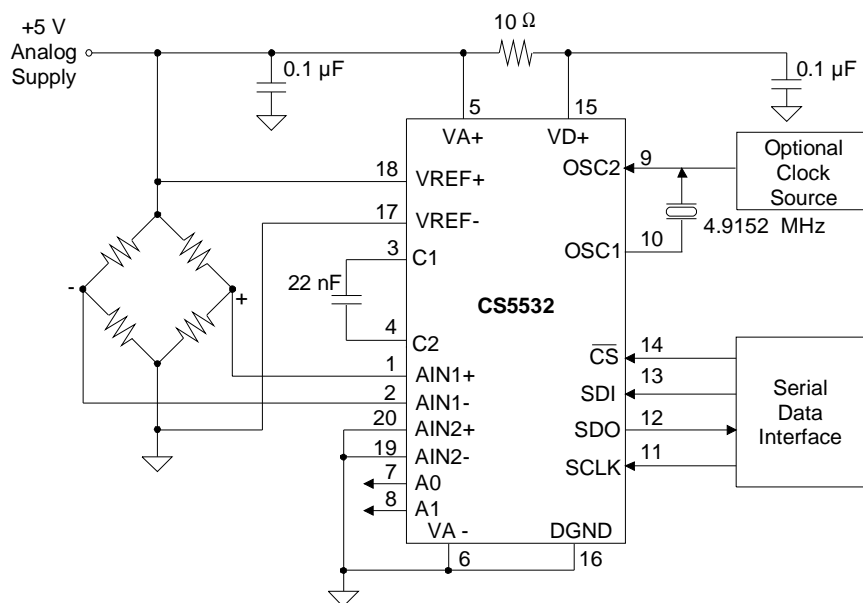 +5 V
Analog
Supply
0.1 µF
10 Ω
0.1 µF
5
15
VA+
VD+
18
VREF+
17
VREF-
3
C1
22 nF
4
C2
1
AIN1+
2
AIN1-
20
AIN2+
19
AIN2-
7
A0
8
A1
-
+
CS5532
OSC2
9
Optional
Clock
Source
4.9152 MHz
OSC1
10
CS
14
SDI
13
SDO
12
SCLK
11
Serial
Data
Interface
VA -
DGND
6
16